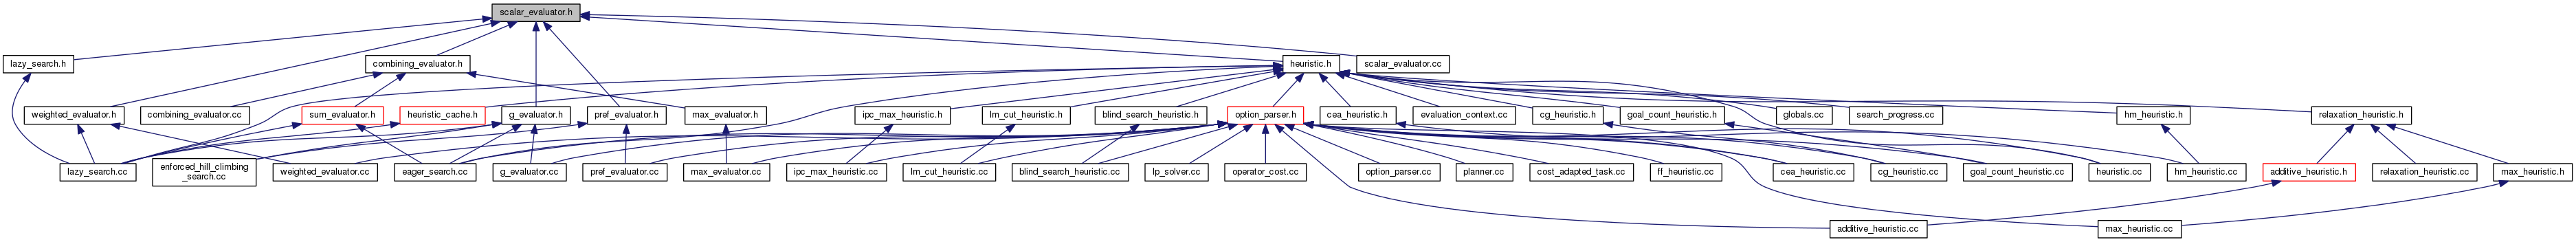 scalar_evaluator.h
lazy_search.h
combining_evaluator.h
heuristic.h
scalar_evaluator.cc
weighted_evaluator.h
combining_evaluator.cc
sum_evaluator.h
heuristic_cache.h
g_evaluator.h
pref_evaluator.h
max_evaluator.h
ipc_max_heuristic.h
lm_cut_heuristic.h
blind_search_heuristic.h
option_parser.h
cea_heuristic.h
evaluation_context.cc
cg_heuristic.h
goal_count_heuristic.h
globals.cc
search_progress.cc
hm_heuristic.h
relaxation_heuristic.h
lazy_search.cc
enforced_hill_climbing
_search.cc
weighted_evaluator.cc
eager_search.cc
g_evaluator.cc
pref_evaluator.cc
max_evaluator.cc
ipc_max_heuristic.cc
lm_cut_heuristic.cc
blind_search_heuristic.cc
lp_solver.cc
operator_cost.cc
option_parser.cc
planner.cc
cost_adapted_task.cc
ff_heuristic.cc
cea_heuristic.cc
cg_heuristic.cc
goal_count_heuristic.cc
heuristic.cc
hm_heuristic.cc
additive_heuristic.h
relaxation_heuristic.cc
max_heuristic.h
additive_heuristic.cc
max_heuristic.cc